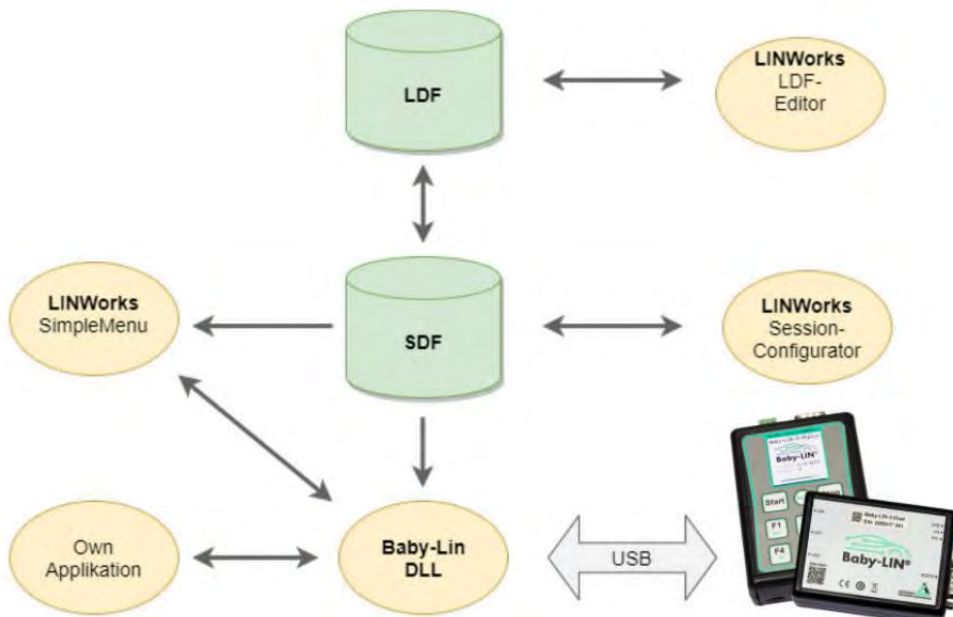 LDF
LINWorks
LDF-
Editor
LINWorks
SimpleMenu
SDF
LINWorks
Session-
Configurator
Own
Applikation
Baby-Lin
DLL
USB
Baby-LIN®
Start
F1
F4
Baby-LIN®
CE